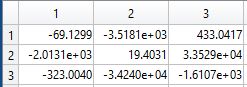 1 2 3
1 -69.1299 -3.5181e+03 433.0417
2 -2.0131e+03 19.4031 3.3529e+04
3 -323.0040 -3.4240e+04 -1.6107e+03